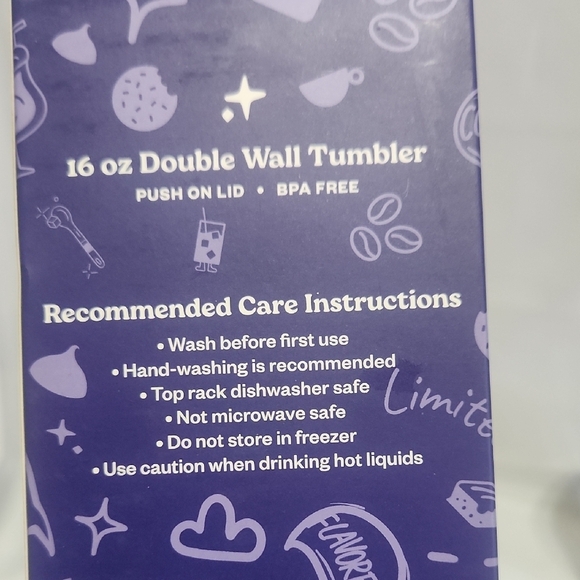 16 oz Double Wall Tumbler
PUSH ON LID • BPA FREE
Recommended Care Instructions
• Wash before first use
• Hand-washing is recommended
• Top rack dishwasher safe
• Not microwave safe
• Do not store in freezer
• Use caution when drinking hot liquids